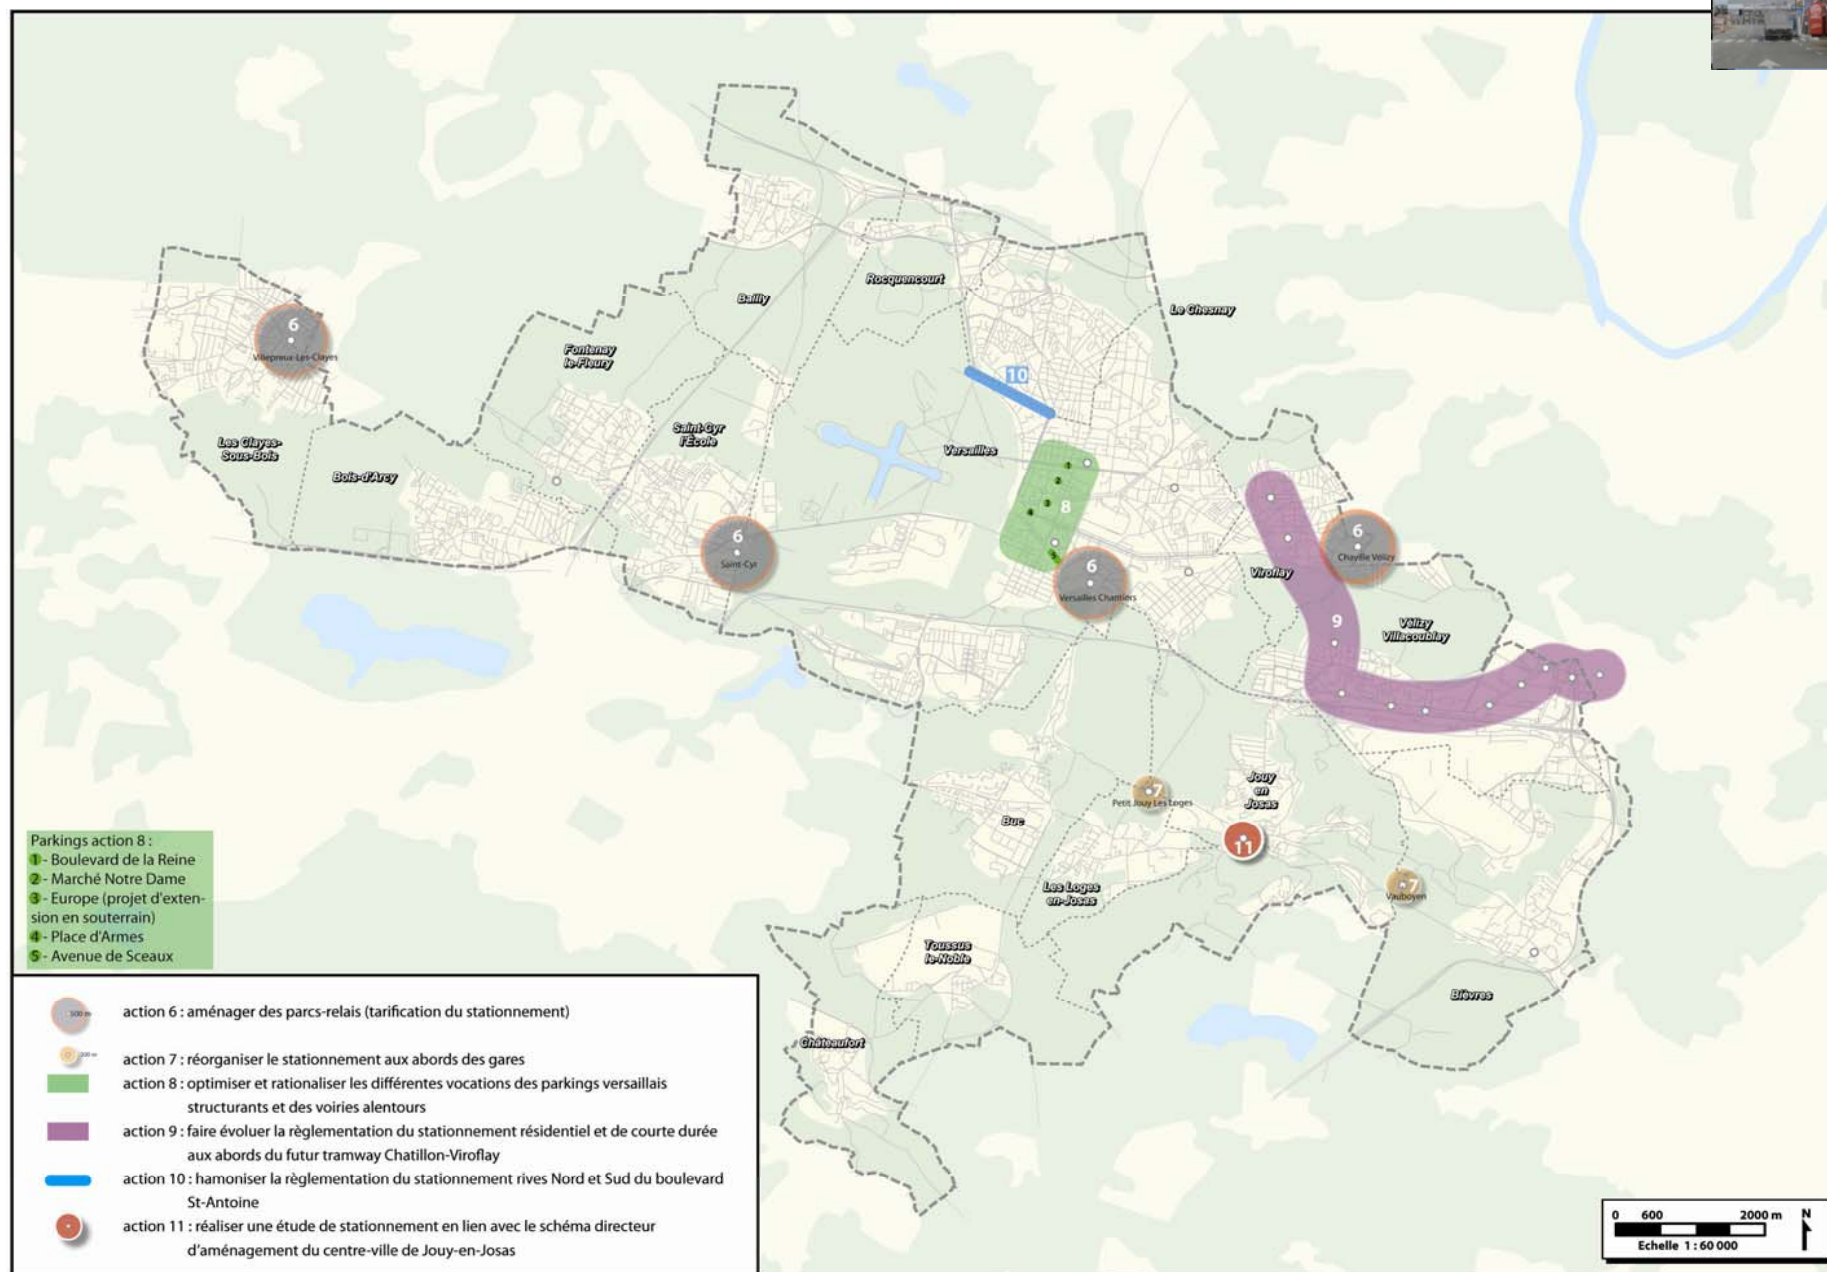 Bailly
Rocquencourt
Le Chesnay
6
Villepreux-Les-Clayes
Fontenay
le-Fleury
10
Les Clayes-
Sous-Bois
Bois-d'Arcy
Saint-Cyr
l'École
Versailles
1
2
3
4
8
5
6
Saint-Cyr
6
Versailles Chantiers
6
Chaville Vélizy
Viroflay
9
Vélizy
Villacoublay
7
Petit Jouy Les Loges
Jouy
en
Josas
Buc
11
7
Vauboyen
Les Loges
en-Josas
Toussus
le-Noble
Bièvres
Châteaufort
Parkings action 8 :
1 - Boulevard de la Reine
2 - Marché Notre Dame
3 - Europe (projet d'exten-
sion en souterrain)
4 - Place d'Armes
5 - Avenue de Sceaux
500 m
action 6 : aménager des parcs-relais (tarification du stationnement)
action 7 : réorganiser le stationnement aux abords des gares
action 8 : optimiser et rationaliser les différentes vocations des parkings versaillais
structurants et des voiries alentours
action 9 : faire évoluer la règlementation du stationnement résidentiel et de courte durée
aux abords du futur tramway Chatillon-Viroflay
action 10 : hamoniser la règlementation du stationnement rives Nord et Sud du boulevard
St-Antoine
action 11 : réaliser une étude de stationnement en lien avec le schéma directeur
d'aménagement du centre-ville de Jouy-en-Josas
0 600 2000 m N
Echelle 1 : 60 000